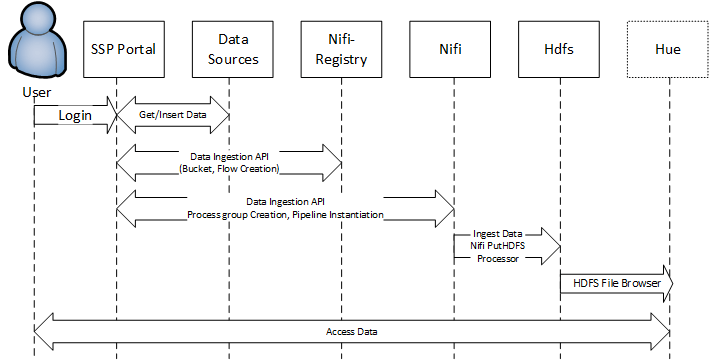 SSP Portal
Data
Sources
Nifi-
Registry
Nifi
Hdfs
Hue
User
Login
Get/Insert Data
Data Ingestion API
(Bucket, Flow Creation)
Data Ingestion API
Process group Creation, Pipeline Instantiation
Ingest Data
Nifi PutHDFS
Processor
HDFS File Browser
Access Data